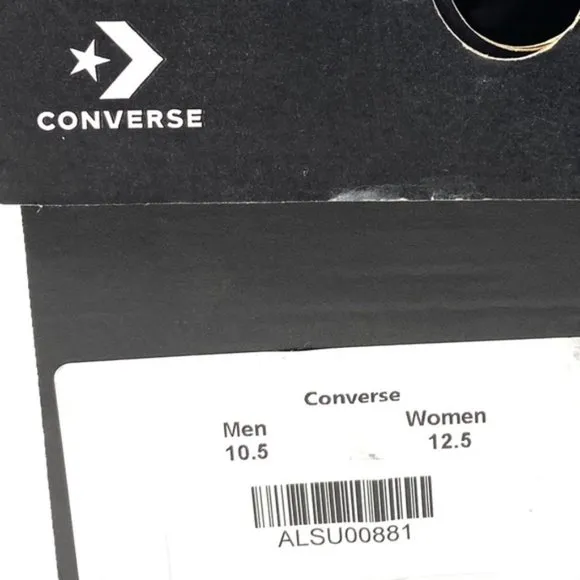 CONVERSE
Converse
Men Women
10.5 12.5
ALSU00881